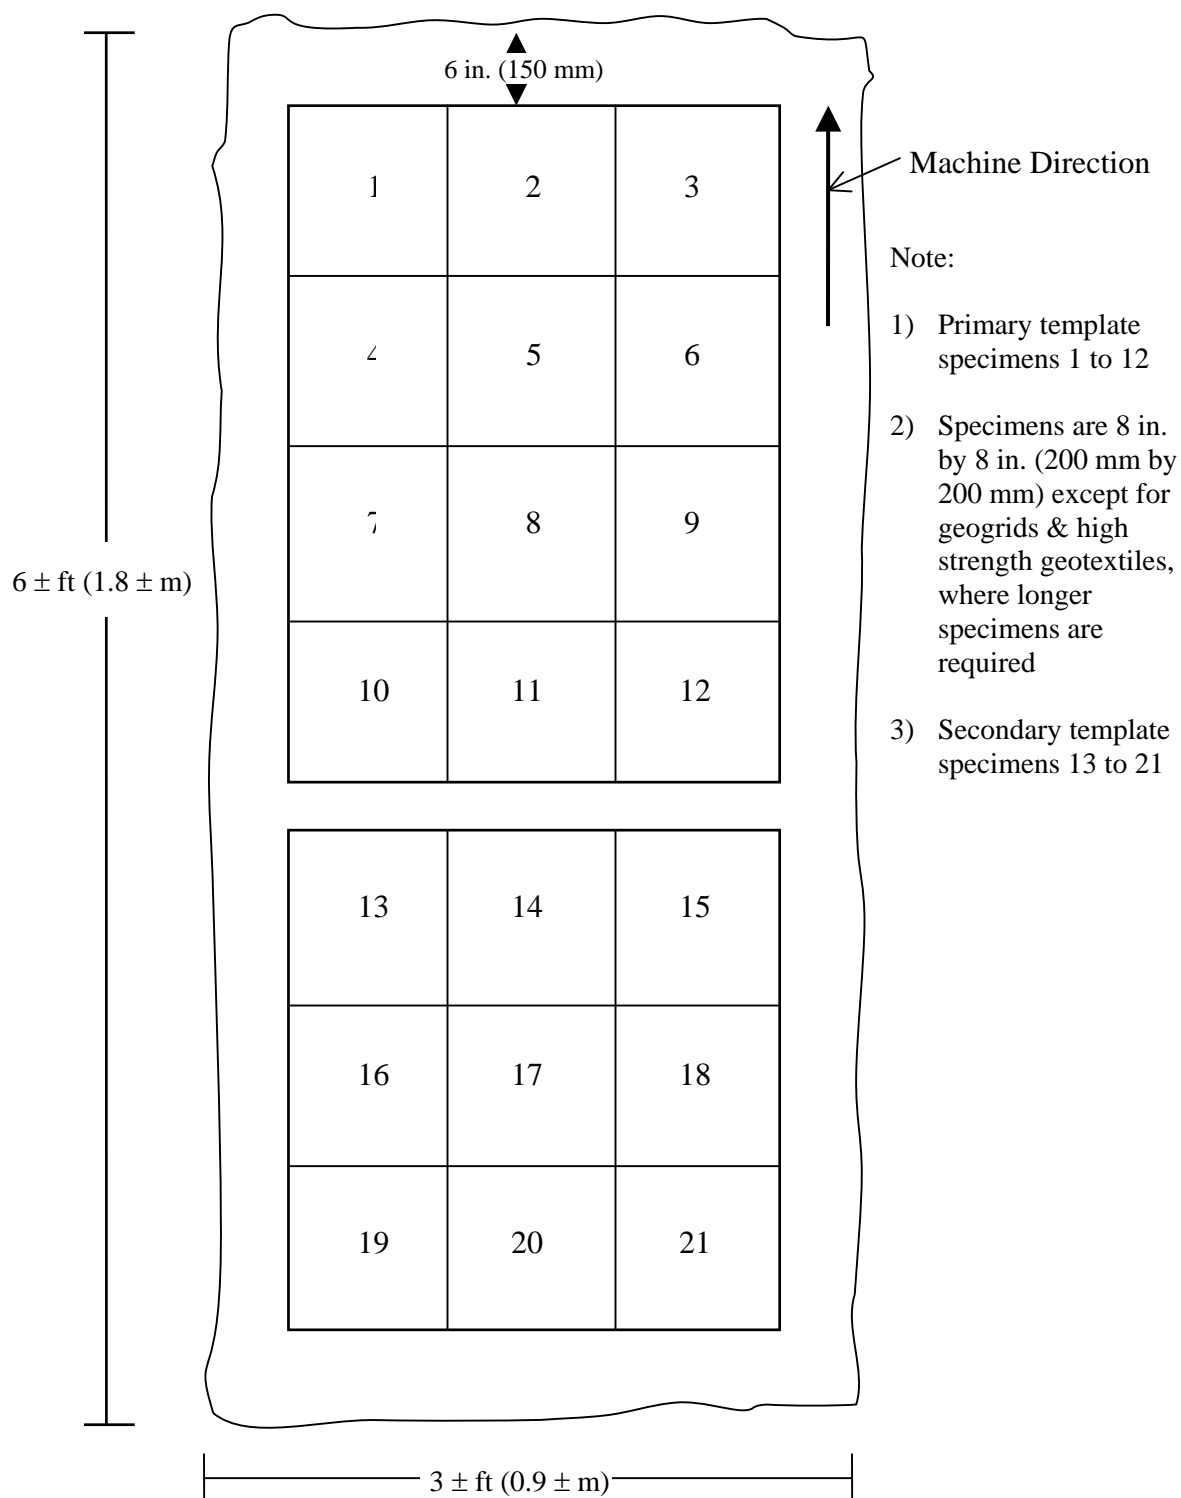 6 in. (150 mm)
1 2 3
Machine Direction
Note:
1) Primary template
specimens 1 to 12
4 5 6
2) Specimens are 8 in.
by 8 in. (200 mm by
200 mm) except for
geogrids & high
strength geotextiles,
where longer
specimens are
required
7 8 9
6 ± ft (1.8 ± m)
10 11 12
3) Secondary template
specimens 13 to 21
13 14 15
16 17 18
19 20 21
3 ± ft (0.9 ± m)